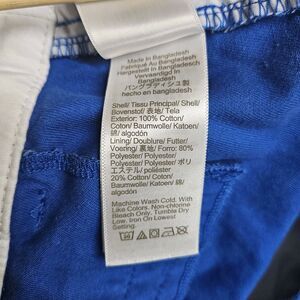 Made In Bangladesh
Fabriqué Au Bangladesh
Hergestellt In Bangladesh
Vervaardigd In
Bangladesh
バングラディシュ製
hecho en bangladesh
Shell/ Tissu Principal/ Shell/
Bovenstof/ 表地/ Tela
Exterior: 100% Cotton/
Coton/ Baumwolle/ Katoen/
綿/ algodón
Lining/ Doublure/ Futter/
Voering/ 裏地/ Forro: 80%
Polyester/ Polyester/
Polyester/ Polyester/ ポリ
エステル/ poliéster
20% Cotton/ Coton/
Baumwolle/ Katoen/ 綿/
algodón
Machine Wash Cold. With
Like Colors. Non-chlorine
Bleach Only. Tumble Dry
Low. Iron On Lowest
Setting.